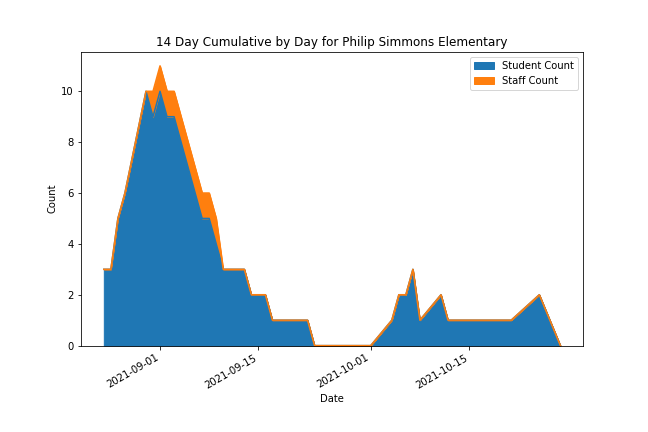 14 Day Cumulative by Day for Philip Simmons Elementary
Student Count
Staff Count
Count
10
8
6
4
2
0
2021-09-01
2021-09-15
2021-10-01
2021-10-15
Date